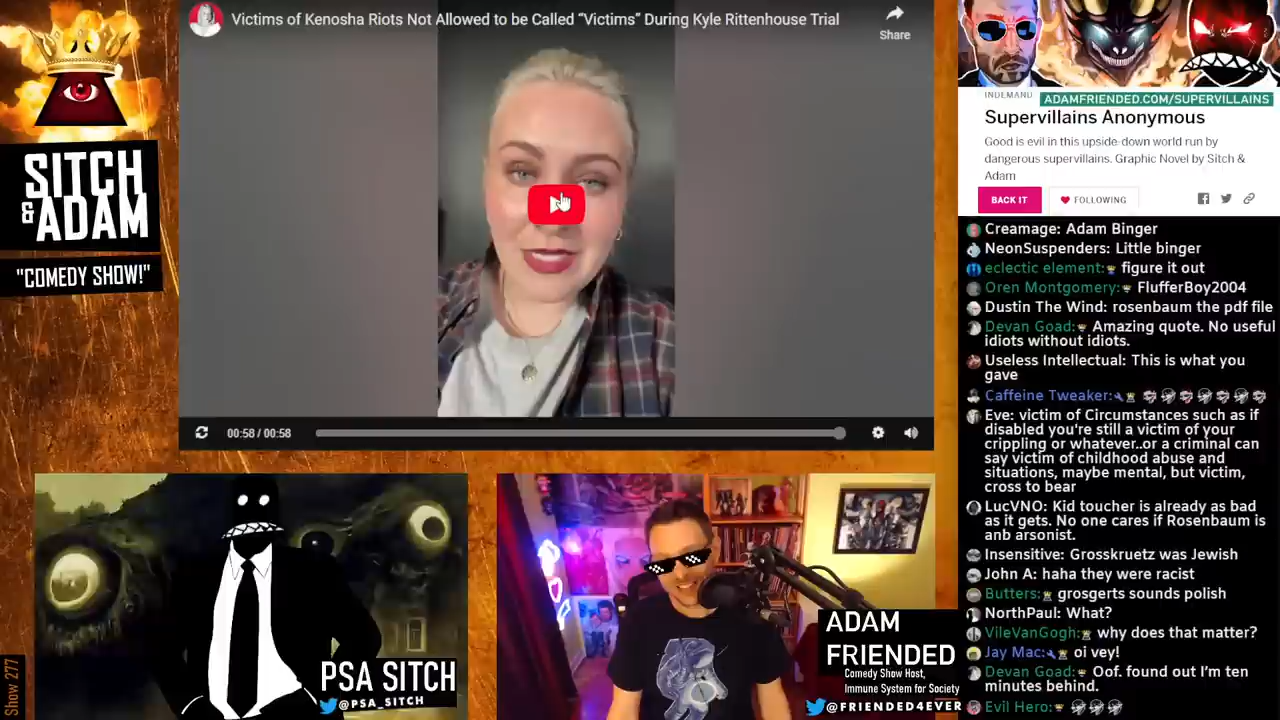 Victims of Kenosha Riots Not Allowed to be Called “Victims” During Kyle Rittenhouse Trial
Share
SITCH
& ADAM
"COMEDY SHOW!"
00:58 / 00:58
INDEMAND
ADAMFRIENDED.COM/SUPERVILLAINS
Supervillains Anonymous
Good is evil in this upside-down world run by
dangerous supervillains. Graphic Novel by Sitch &
Adam
BACK IT
FOLLOWING
Creamage: Adam Binger
NeonSuspenders: Little binger
eclectic element: figure it out
Oren Montgomery: FlufferBoy2004
Dustin The Wind: rosenbaum the pdf file
Devan Goad: Amazing quote. No useful
idiots without idiots.
Useless Intellectual: This is what you
gave
Caffeine Tweaker:
Eve: victim of Circumstances such as if
disabled you're still a victim of your
crippling or whatever..or a criminal can
say victim of childhood abuse and
situations, maybe mental, but victim,
cross to bear
LucVNO: Kid toucher is already as bad
as it gets. No one cares if Rosenbaum is
anb arsonist.
Insensitive: Grosskruetz was Jewish
John A: haha they were racist
Butters: grosgerts sounds polish
NorthPaul: What?
VileVanGogh: why does that matter?
Jay Mac: oi vey!
Devan Goad: Oof. found out I'm ten
minutes behind.
Evil Hero:
Show 277
PSA SITCH
@PSA_SITCH
ADAM
FRIENDED
Comedy Show Host,
Immune System for Society
@FRIENDED4EVER